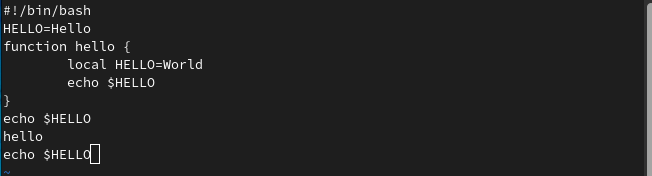 #!/bin/bash
HELLO=Hello
function hello {
        local HELLO=World
        echo $HELLO
}
echo $HELLO
hello
echo $HELLO
~